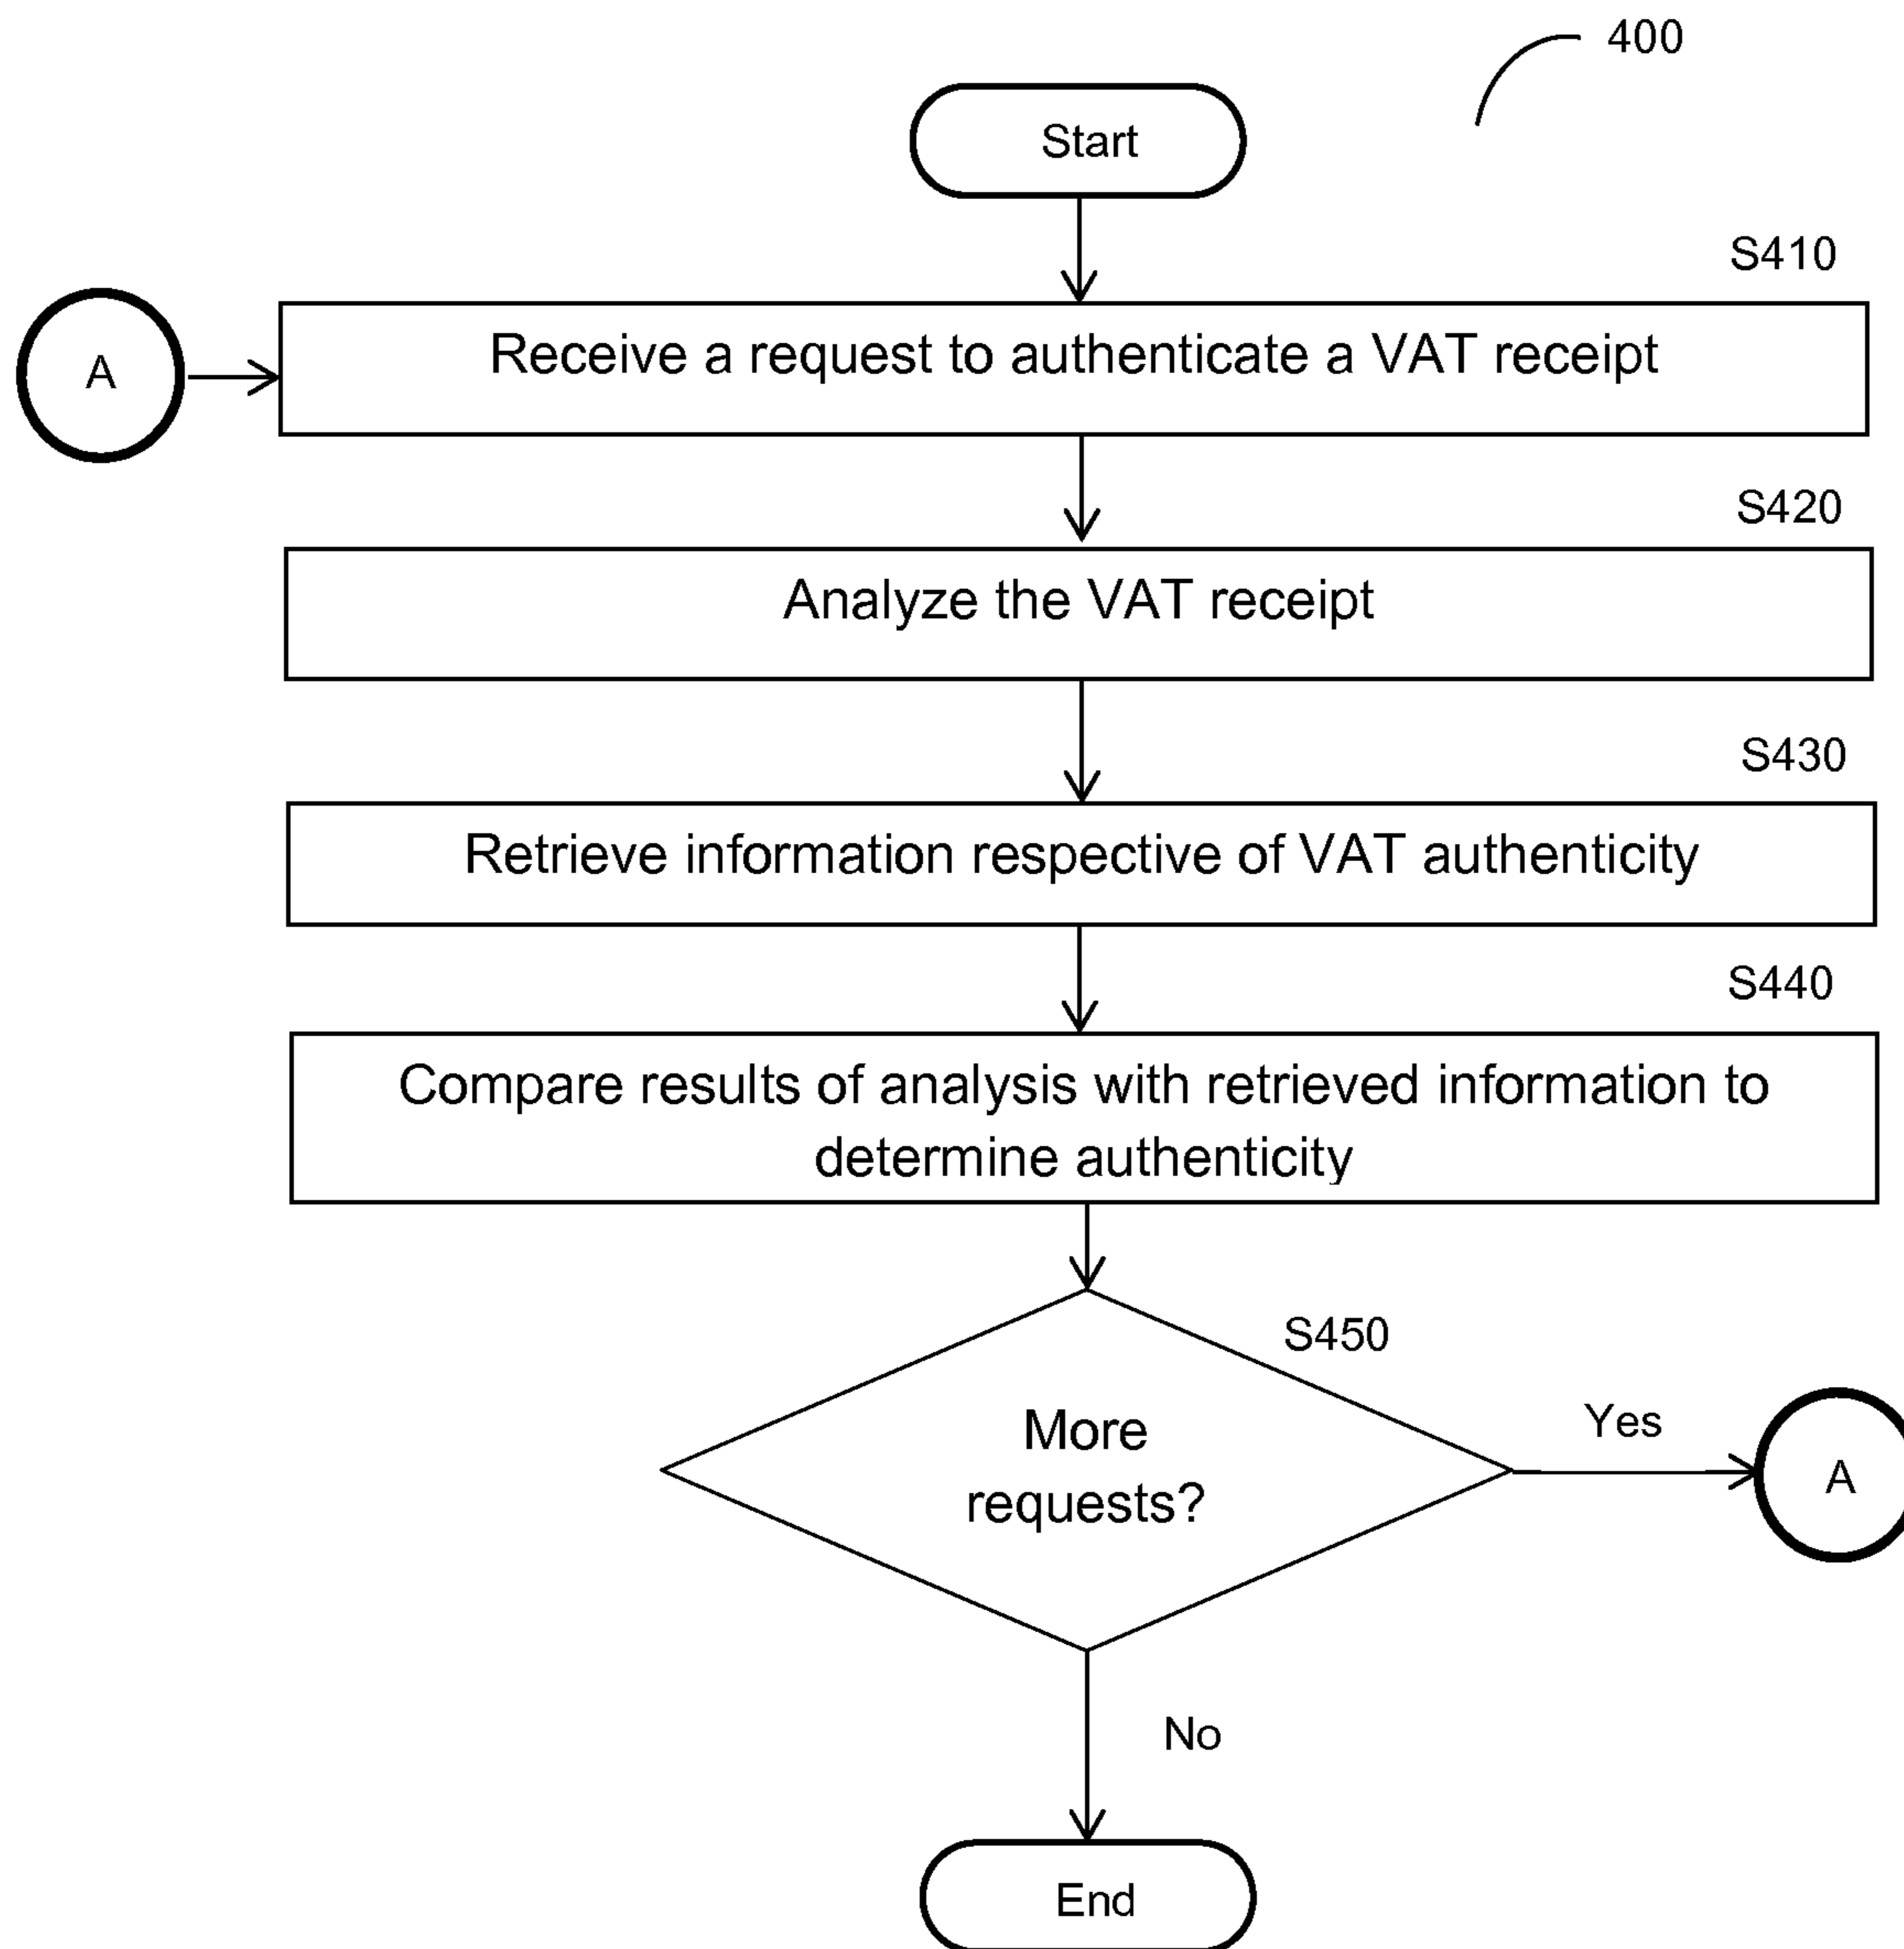 400
Start
S410
A
Receive a request to authenticate a VAT receipt
S420
Analyze the VAT receipt
S430
Retrieve information respective of VAT authenticity
S440
Compare results of analysis with retrieved information to
determine authenticity
S450
More
requests?
Yes
A
No
End